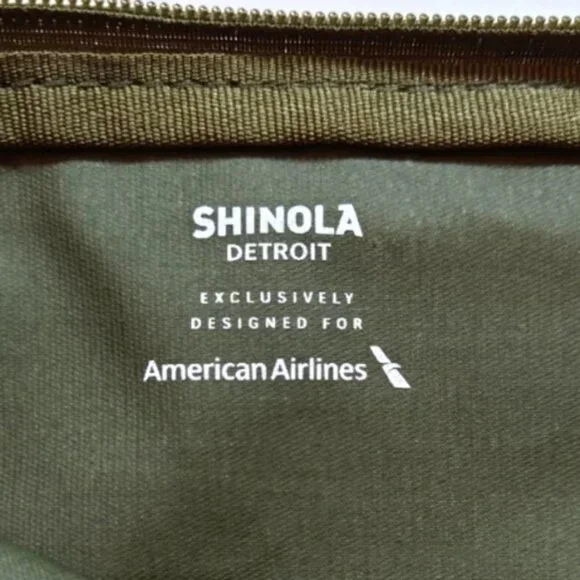 SHINOLA
DETROIT
EXCLUSIVELY
DESIGNED FOR
American Airlines